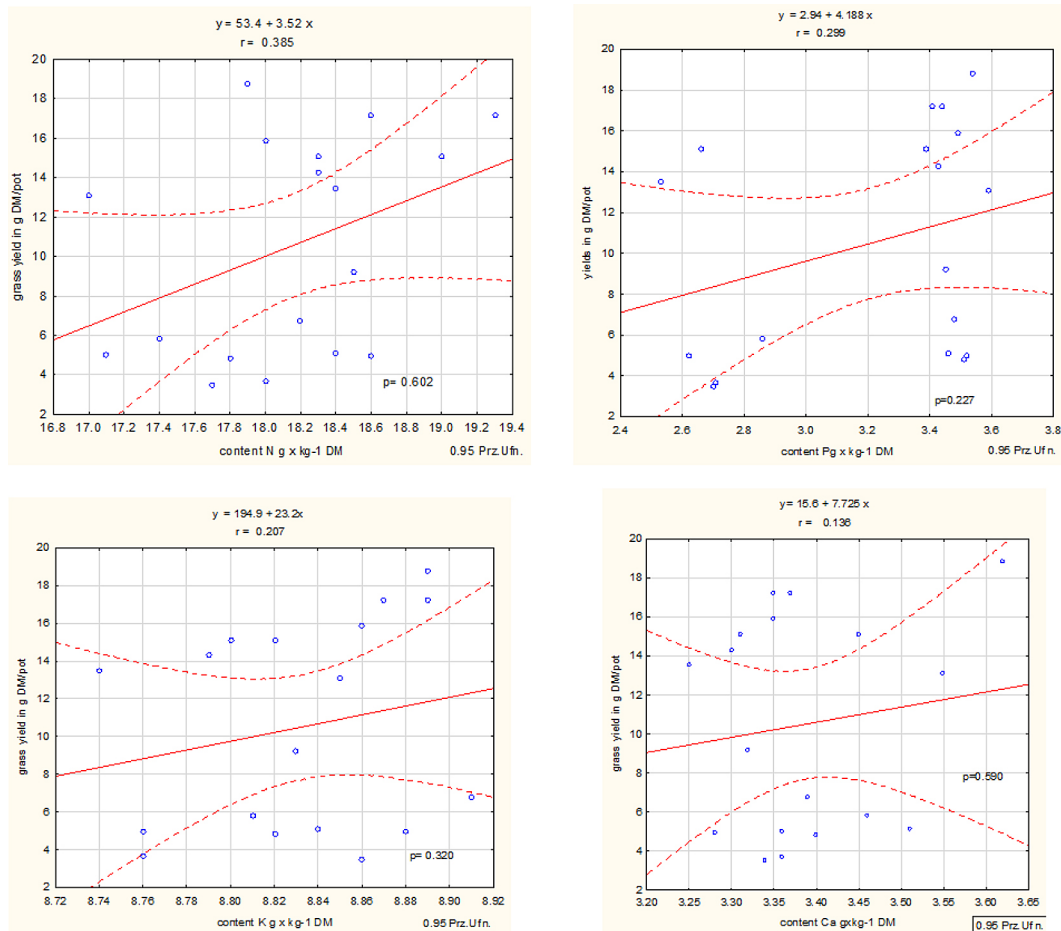 y = 53.4 + 3.52 x
r = 0.385
20
18
16
14
12
10
8
6
4
2
grass yield in g DM/pot
p= 0.602
16.8 17.0 17.2 17.4 17.6 17.8 18.0 18.2 18.4 18.6 18.8 19.0 19.2 19.4
content N g x kg-1 DM
0.95 Prz.Ufn.
y = 2.94 + 4.188 x
r = 0.299
20
18
16
14
12
10
8
6
4
2
yields in g DM/pot
p=0.227
2.4 2.6 2.8 3.0 3.2 3.4 3.6 3.8
content Pg x kg-1 DM
0.95 Prz.Ufn.
y = 194.9 + 23.2x
r = 0.207
20
18
16
14
12
10
8
6
4
2
grass yield in g DM/pot
p=0.320
8.72 8.74 8.76 8.78 8.80 8.82 8.84 8.86 8.88 8.90 8.92
content K g x kg-1 DM
0.95 Prz.Ufn.
y = 15.6 + 7.725 x
r = 0.136
20
18
16
14
12
10
8
6
4
2
grass yield in g DM/pot
p=0.590
3.20 3.25 3.30 3.35 3.40 3.45 3.50 3.55 3.60 3.65
content Ca gxkg-1 DM
0.95 Prz.Ufn.